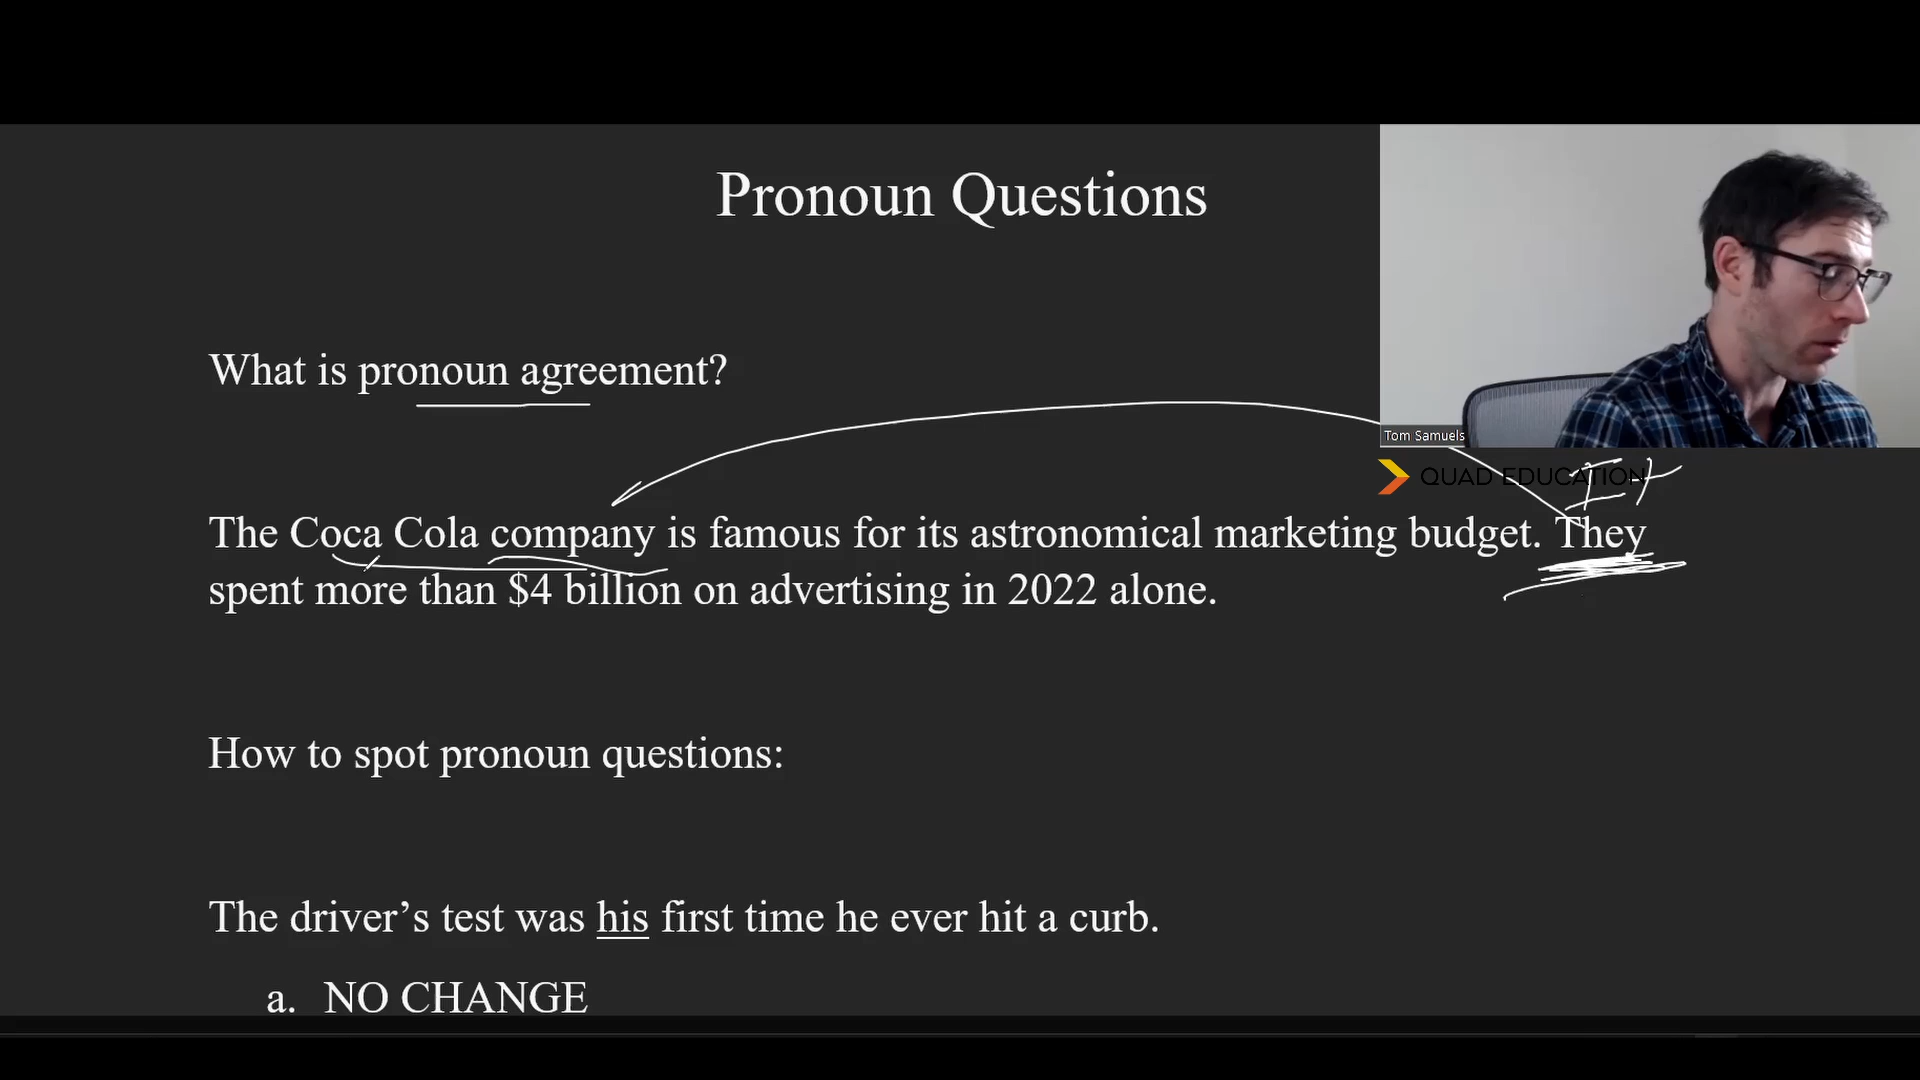 Pronoun Questions
What is pronoun agreement?
Tom Samuels
QUAD EDUCATION
It
The Coca Cola company is famous for its astronomical marketing budget. They
spent more than $4 billion on advertising in 2022 alone.
How to spot pronoun questions:
The driver’s test was his first time he ever hit a curb.
a. NO CHANGE